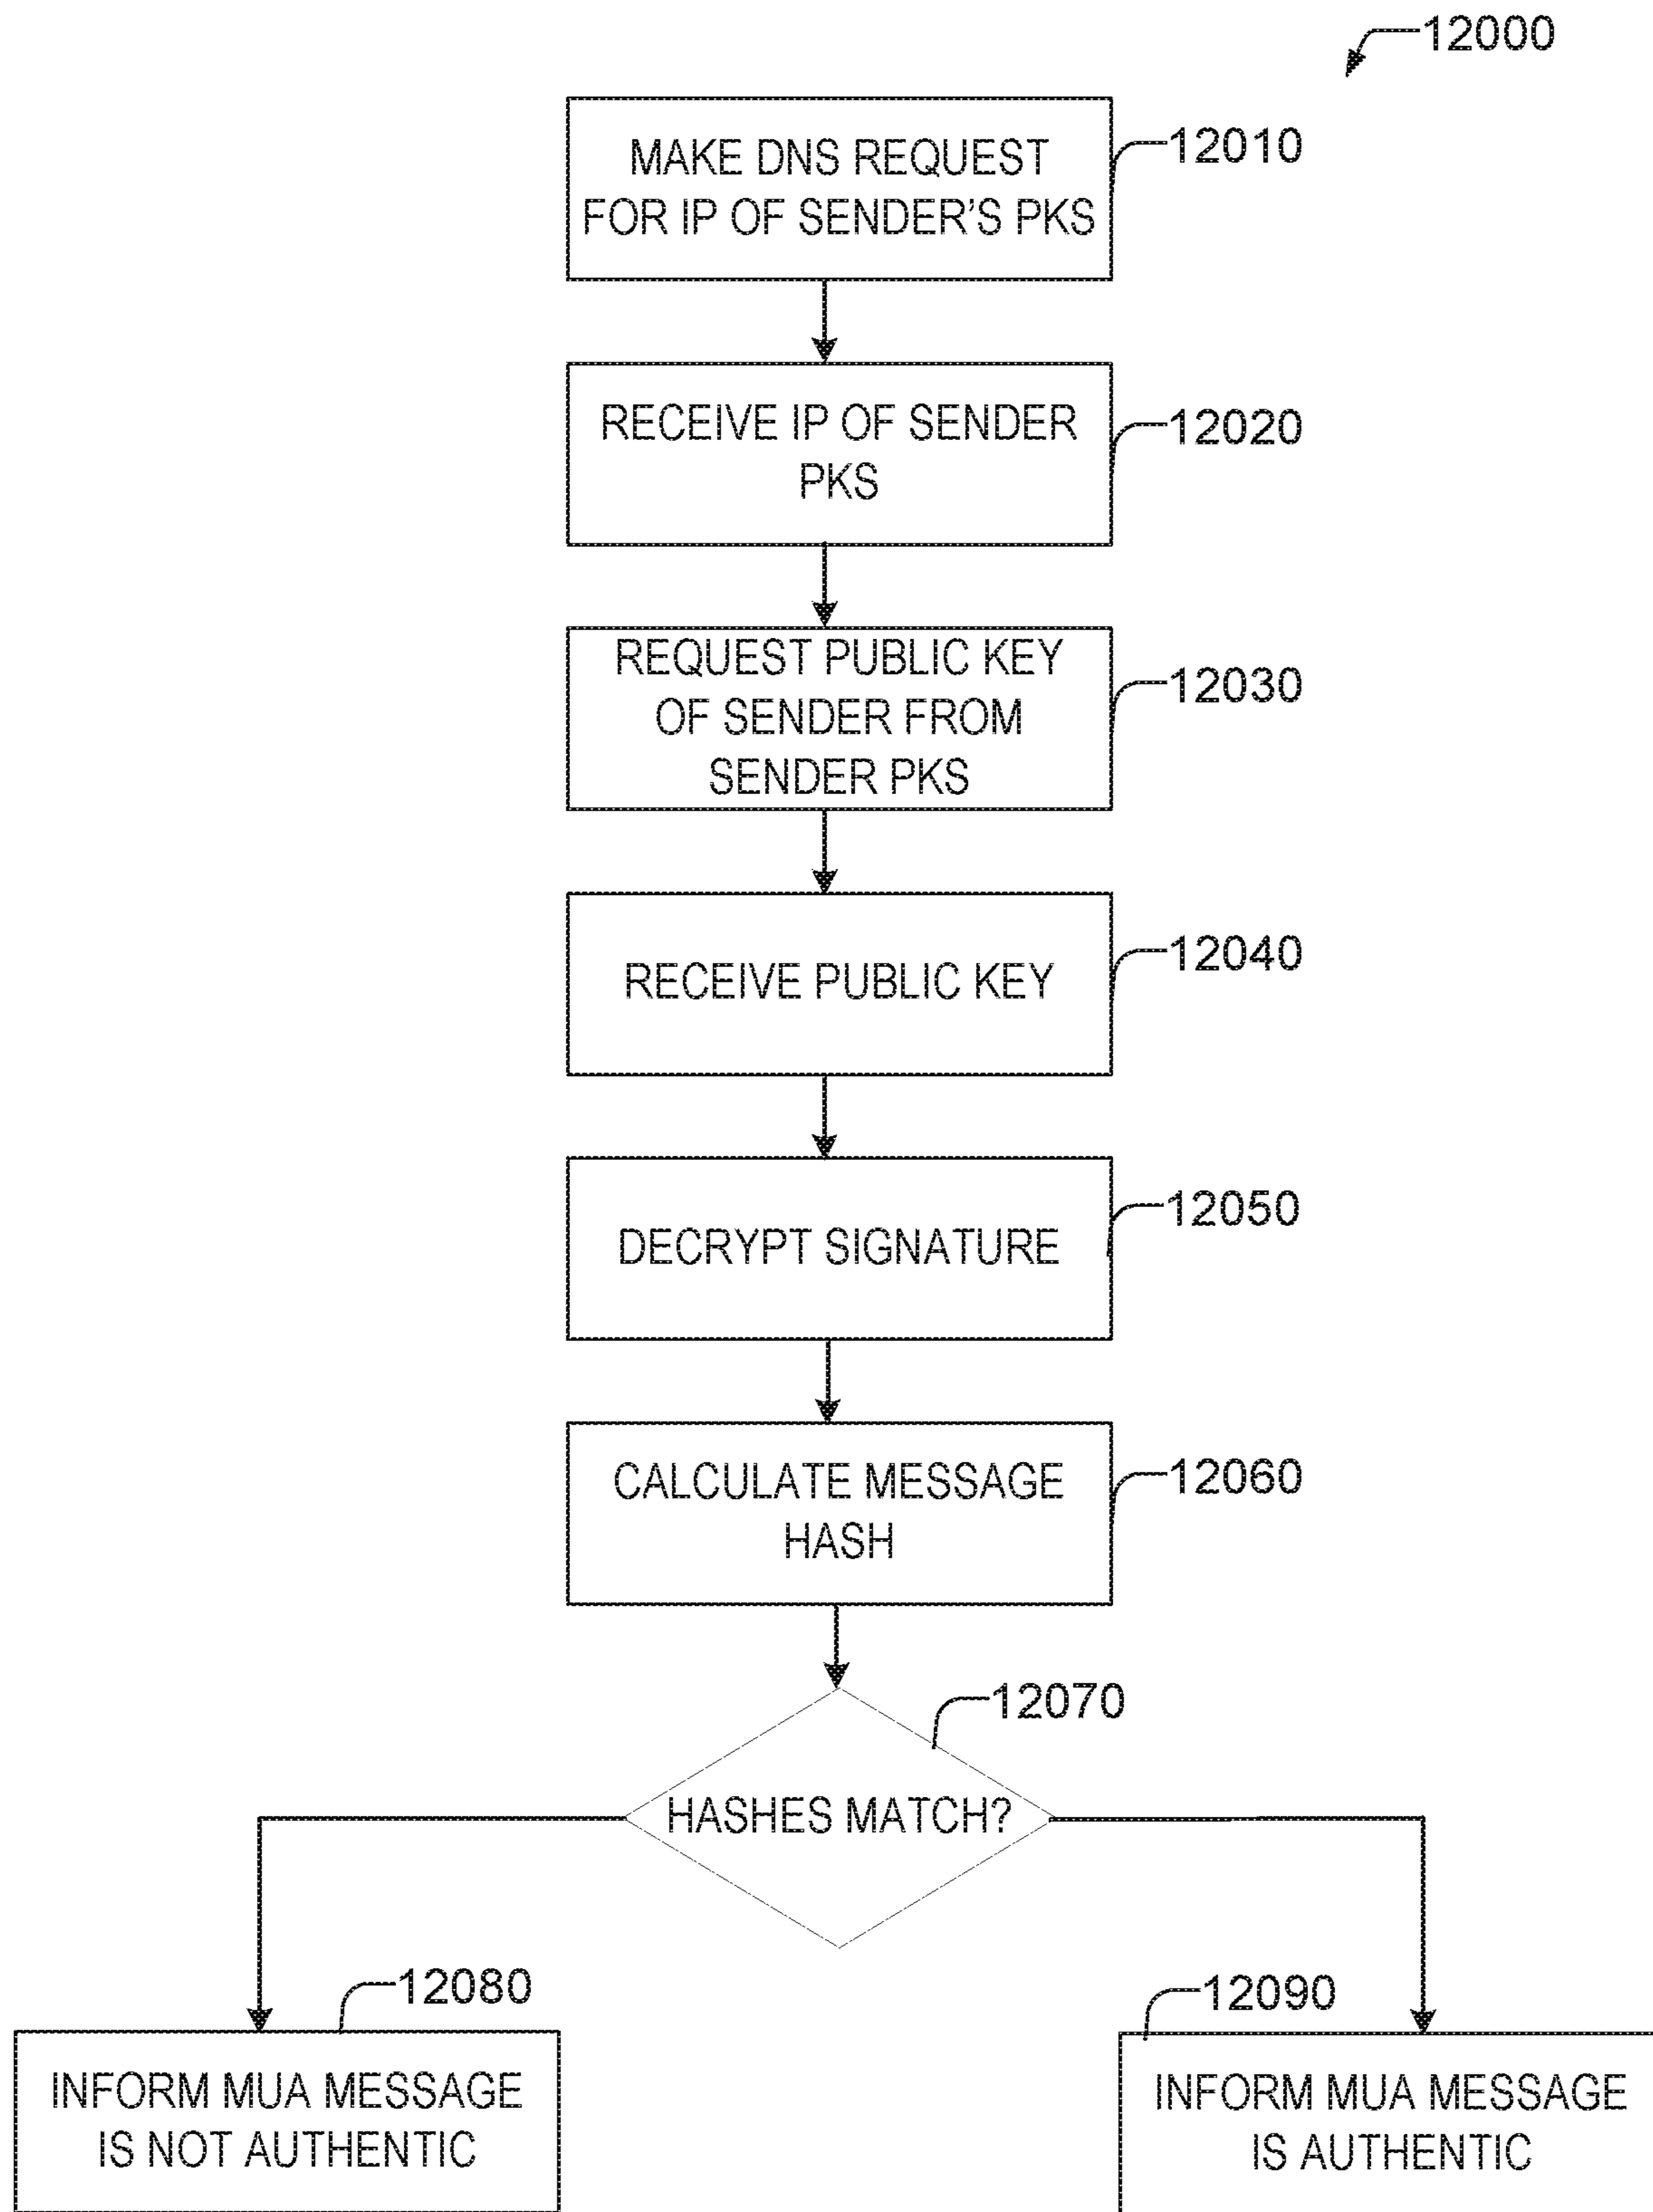 12000
MAKE DNS REQUEST
FOR IP OF SENDER'S PKS
12010
RECEIVE IP OF SENDER
PKS
12020
REQUEST PUBLIC KEY
OF SENDER FROM
SENDER PKS
12030
RECEIVE PUBLIC KEY
12040
DECRYPT SIGNATURE
12050
CALCULATE MESSAGE
HASH
12060
12070
HASHES MATCH?
12080
INFORM MUA MESSAGE
IS NOT AUTHENTIC
12090
INFORM MUA MESSAGE
IS AUTHENTIC